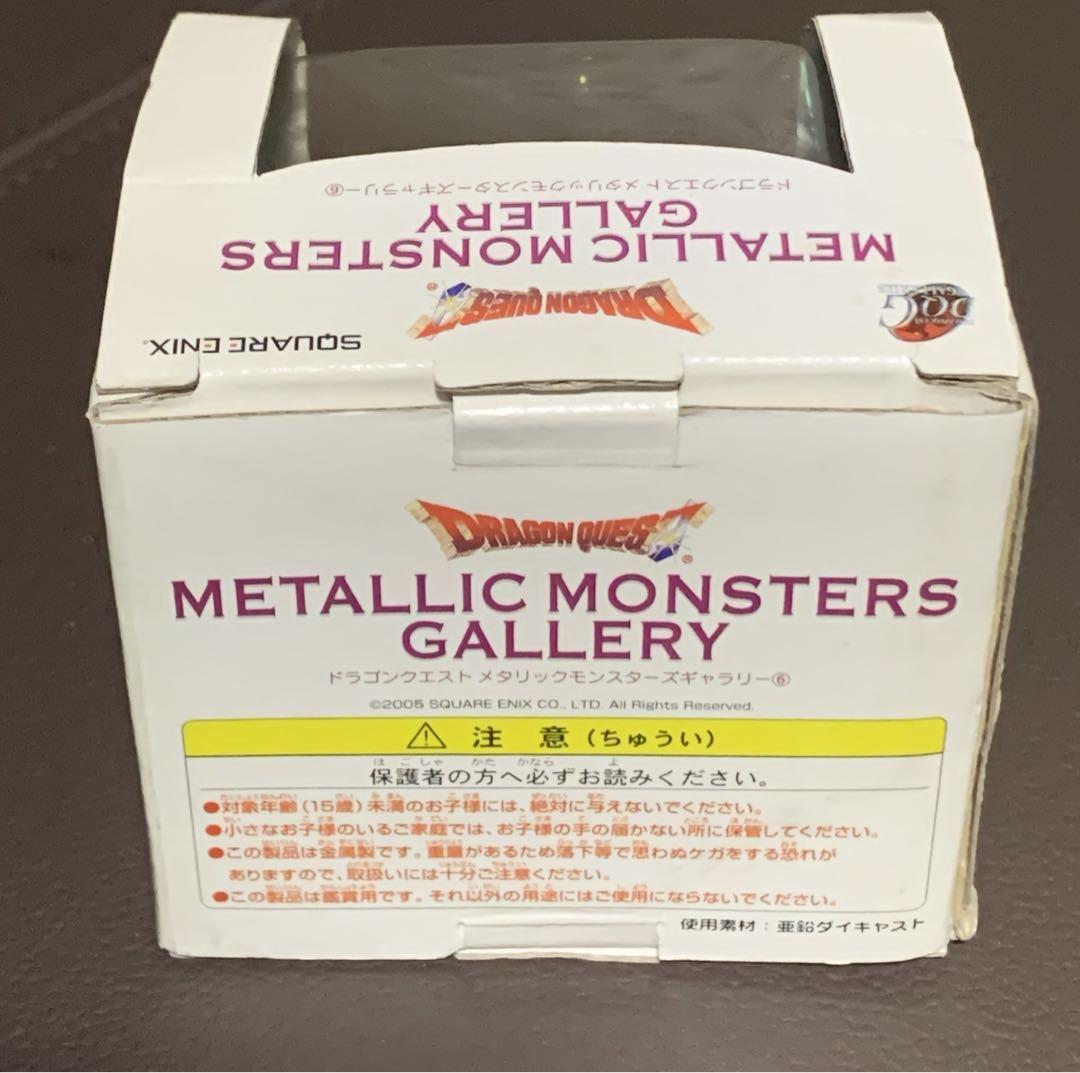 ドラゴンクエスト メタリックモンスターズギャラリー⑥
METALLIC MONSTERS
GALLERY
DRAGON QUEST®
DQG
SQUARE ENIX®
DRAGON QUEST®
METALLIC MONSTERS
GALLERY
ドラゴンクエスト メタリックモンスターズギャラリー⑥
©2005 SQUARE ENIX CO., LTD. All Rights Reserved.
⚠ 注 意 (ちゅうい)
ほごしゃ かた かなら よ
保護者の方へ必ずお読みください。
●対象年齢(15歳)未満のお子様には、絶対に与えないでください。
●小さなお子様のいるご家庭では、お子様の手の届かない所に保管してください。
●この製品は金属製です。重量があるため落下等で思わぬケガをする恐れが
ありますので、取扱いには十分ご注意ください。
●この製品は鑑賞用です。それ以外の用途にはご使用にならないでください。
使用素材:亜鉛ダイキャスト